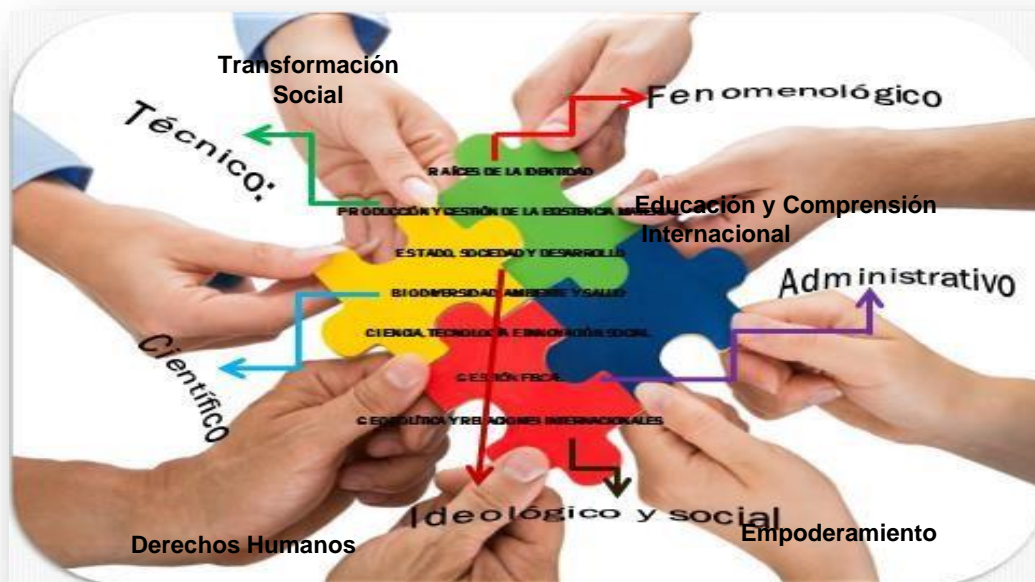 Transformación
Social
Fenomenológico
Técnico:
RAÍCES DE LA IDENTIDAD
PRODUCCIÓN Y GESTIÓN DE LA EXISTENCIA MATERIAL
Educación y Comprensión
Internacional
ESTADO, SOCIEDAD Y DESARROLLO
Administrativo
BIODIVERSIDAD, AMBIENTE Y SALUD
CIENCIA, TECNOLOGÍA E INNOVACIÓN SOCIAL
Científico
GESTIÓN FISCAL
GEOPOLÍTICA Y RELACIONES INTERNACIONALES
Ideológico y social
Empoderamiento
Derechos Humanos